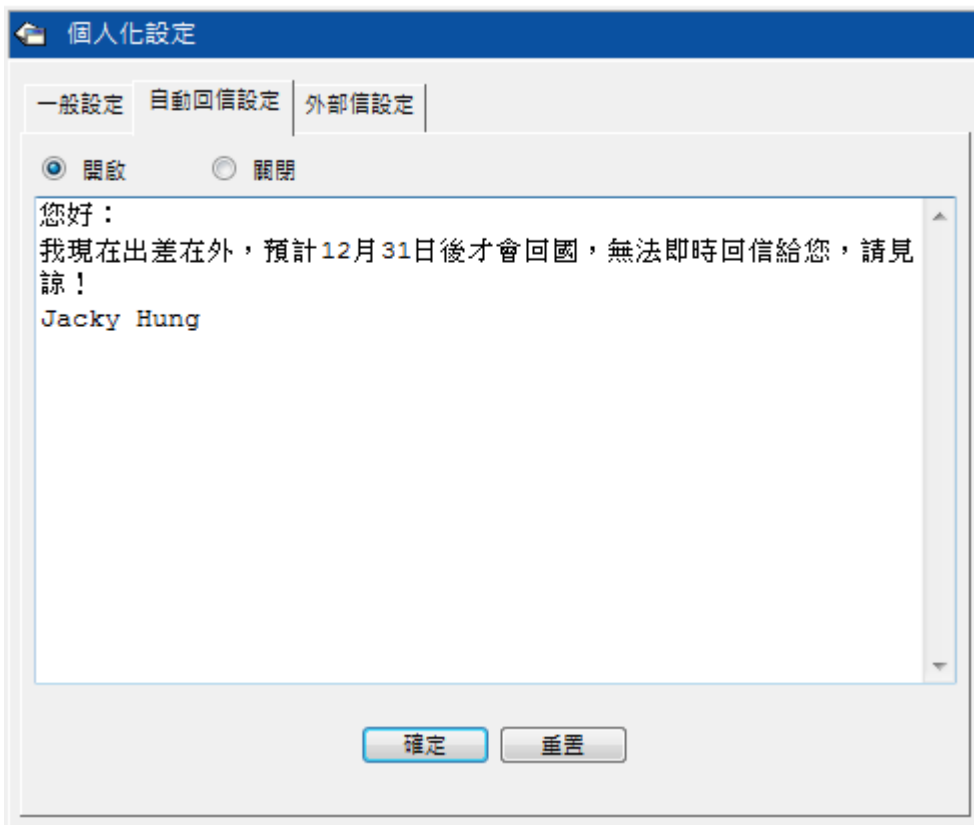 個人化設定
一般設定 自動回信設定 外部信設定
開啟 關閉
您好：
我現在出差在外，預計12月31日後才會回國，無法即時回信給您，請見
諒！
Jacky Hung
確定 重置